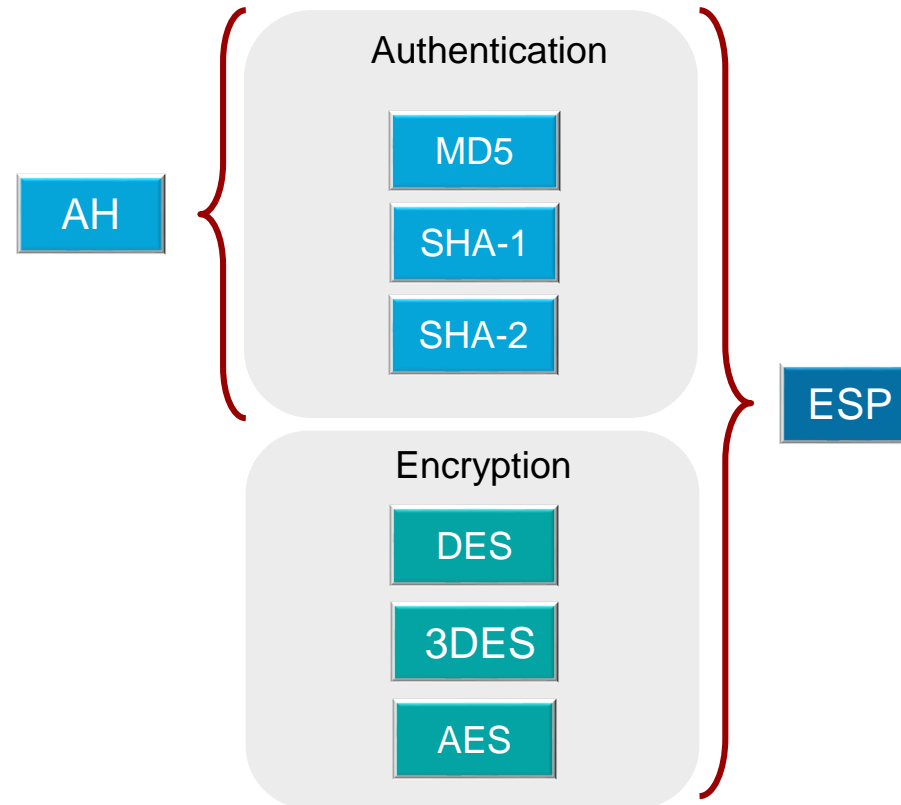 Authentication
MD5
AH
SHA-1
SHA-2
ESP
Encryption
DES
3DES
AES